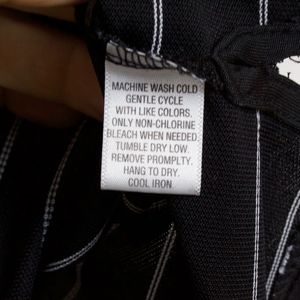 MACHINE WASH COLD
GENTLE CYCLE
WITH LIKE COLORS.
ONLY NON-CHLORINE
BLEACH WHEN NEEDED
TUMBLE DRY LOW.
REMOVE PROMPTLY.
HANG TO DRY.
COOL IRON